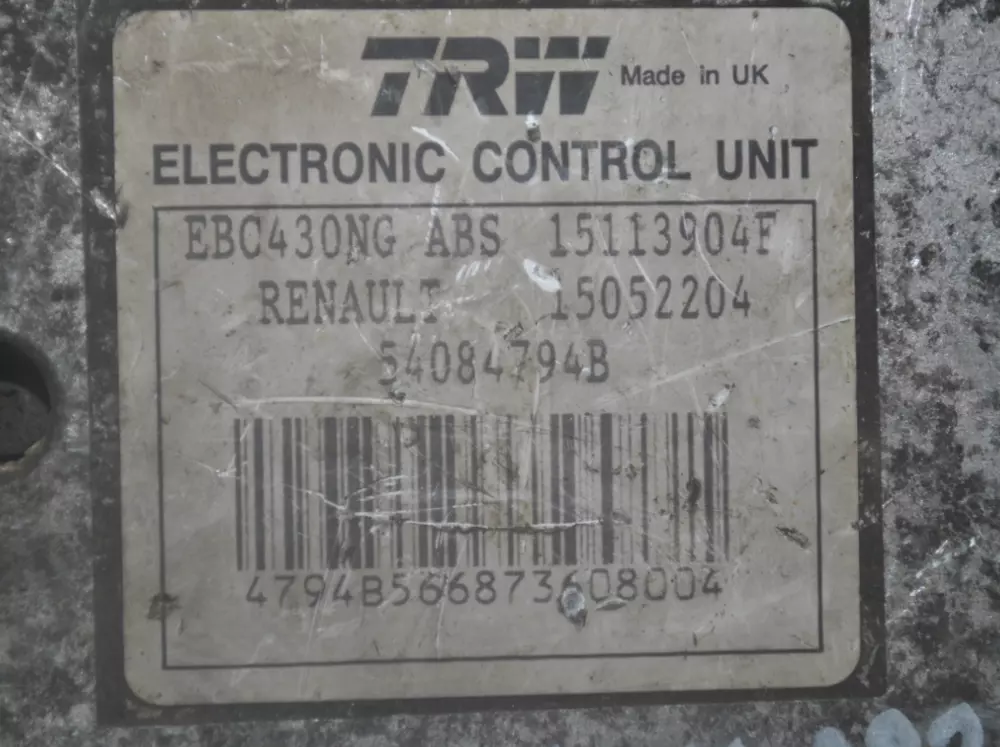 TRW Made in UK
ELECTRONIC CONTROL UNIT
EBC430NG ABS 15113904F
RENAULT 15052204
54084794B
4794B566873608004